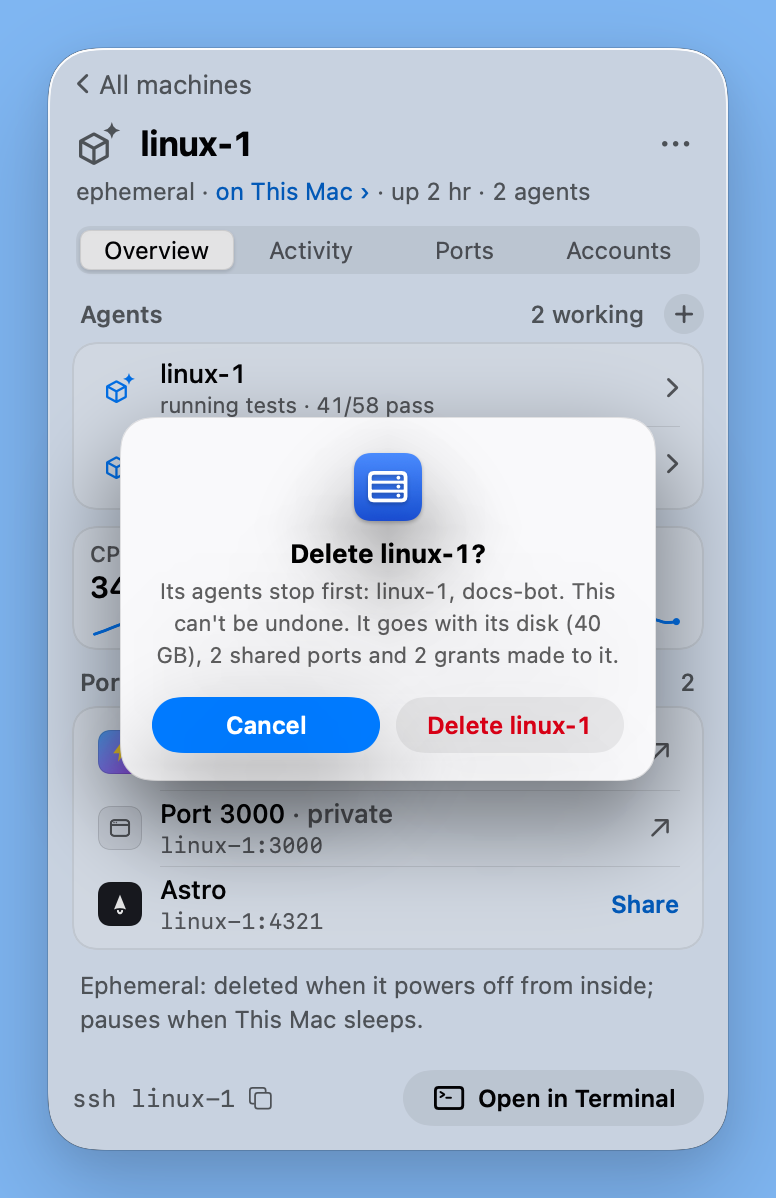 All machines
linux-1
ephemeral · on This Mac › · up 2 hr · 2 agents
Overview Activity Ports Accounts
Agents 2 working
linux-1
running tests · 41/58 pass
Delete linux-1?
Its agents stop first: linux-1, docs-bot. This
can't be undone. It goes with its disk (40
GB), 2 shared ports and 2 grants made to it.
Cancel Delete linux-1
2
Port 3000 · private
linux-1:3000
Astro
linux-1:4321
Share
Ephemeral: deleted when it powers off from inside;
pauses when This Mac sleeps.
ssh linux-1
Open in Terminal